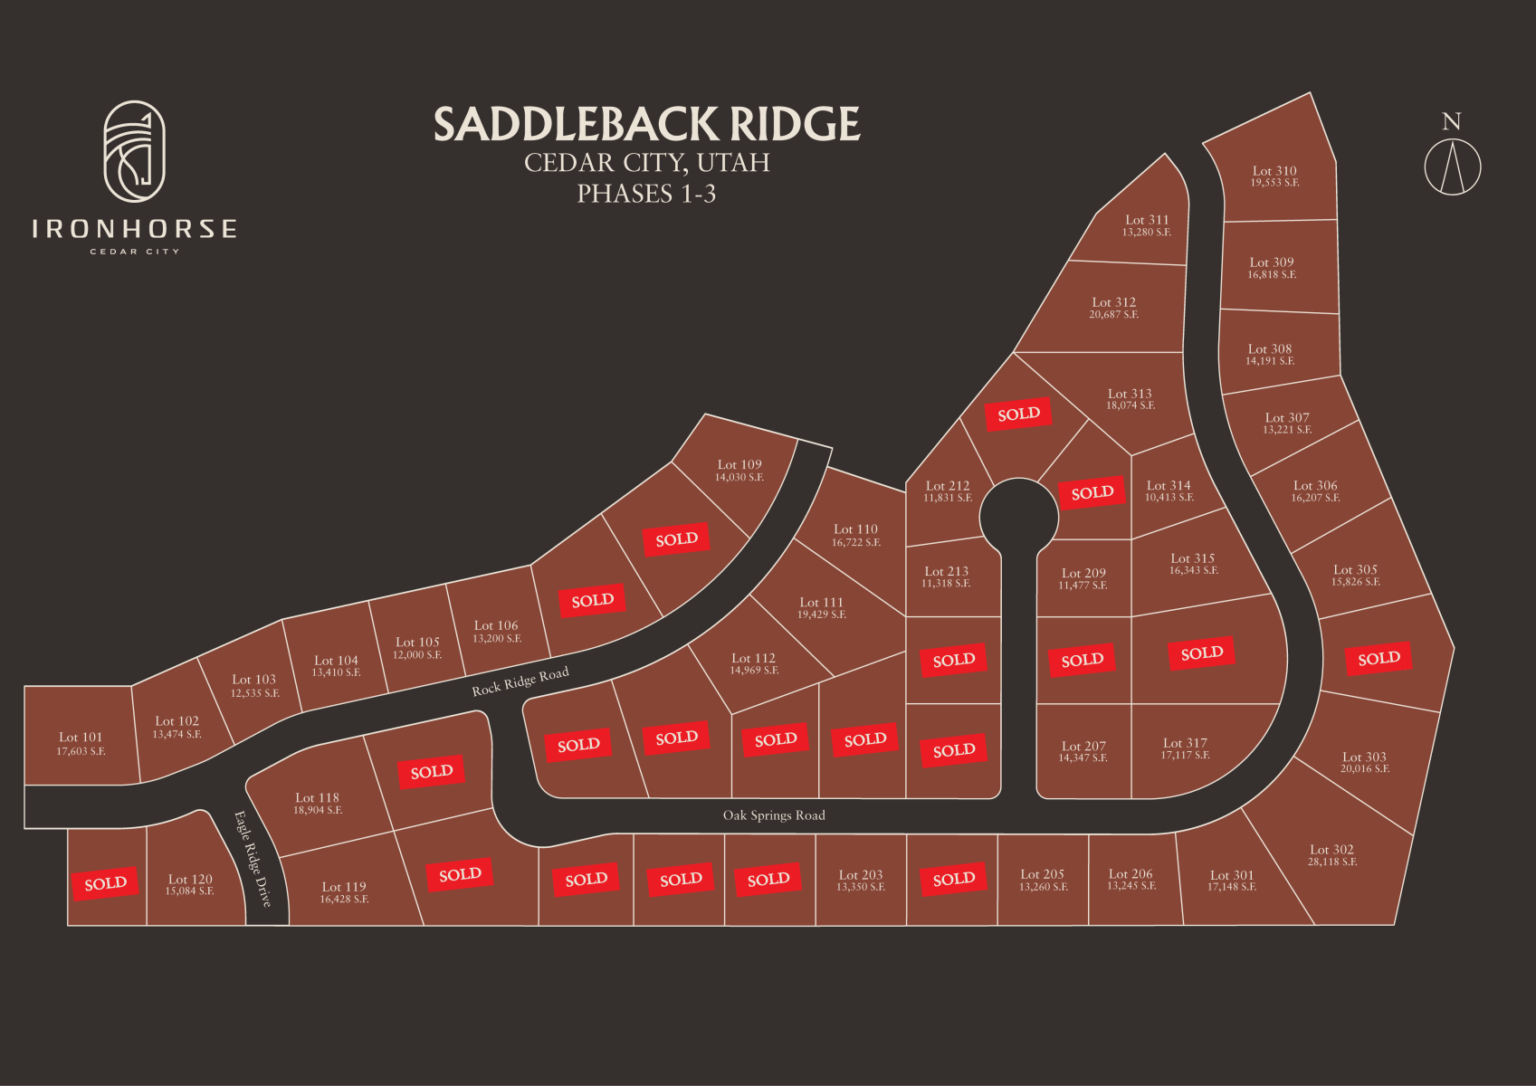 SADDLEBACK RIDGE
CEDAR CITY, UTAH
PHASES 1-3
IRONHORSE
CEDAR CITY
N
Lot 310
19,553 S.F.
Lot 311
13,280 S.F.
Lot 309
16,818 S.F.
Lot 312
20,687 S.F.
Lot 308
14,191 S.F.
Lot 313
18,074 S.F.
SOLD
Lot 307
13,221 S.F.
Lot 109
14,030 S.F.
Lot 212
11,831 S.F.
SOLD
Lot 314
10,413 S.F.
Lot 306
16,207 S.F.
SOLD
Lot 110
16,722 S.F.
Lot 213
11,318 S.F.
Lot 209
11,477 S.F.
Lot 315
16,343 S.F.
Lot 305
15,826 S.F.
SOLD
Lot 111
19,429 S.F.
Lot 106
13,200 S.F.
Lot 105
12,000 S.F.
Lot 104
13,410 S.F.
Lot 103
12,535 S.F.
Lot 112
14,969 S.F.
SOLD
SOLD
SOLD
SOLD
Rock Ridge Road
Lot 102
13,474 S.F.
Lot 101
17,603 S.F.
SOLD
SOLD
SOLD
SOLD
SOLD
Lot 207
14,347 S.F.
Lot 317
17,117 S.F.
Lot 303
20,016 S.F.
SOLD
Lot 118
18,904 S.F.
Oak Springs Road
Eagle Ridge Drive
Lot 302
28,118 S.F.
SOLD
Lot 120
15,084 S.F.
Lot 119
16,428 S.F.
SOLD
SOLD
SOLD
SOLD
Lot 203
13,350 S.F.
SOLD
Lot 205
13,260 S.F.
Lot 206
13,245 S.F.
Lot 301
17,148 S.F.